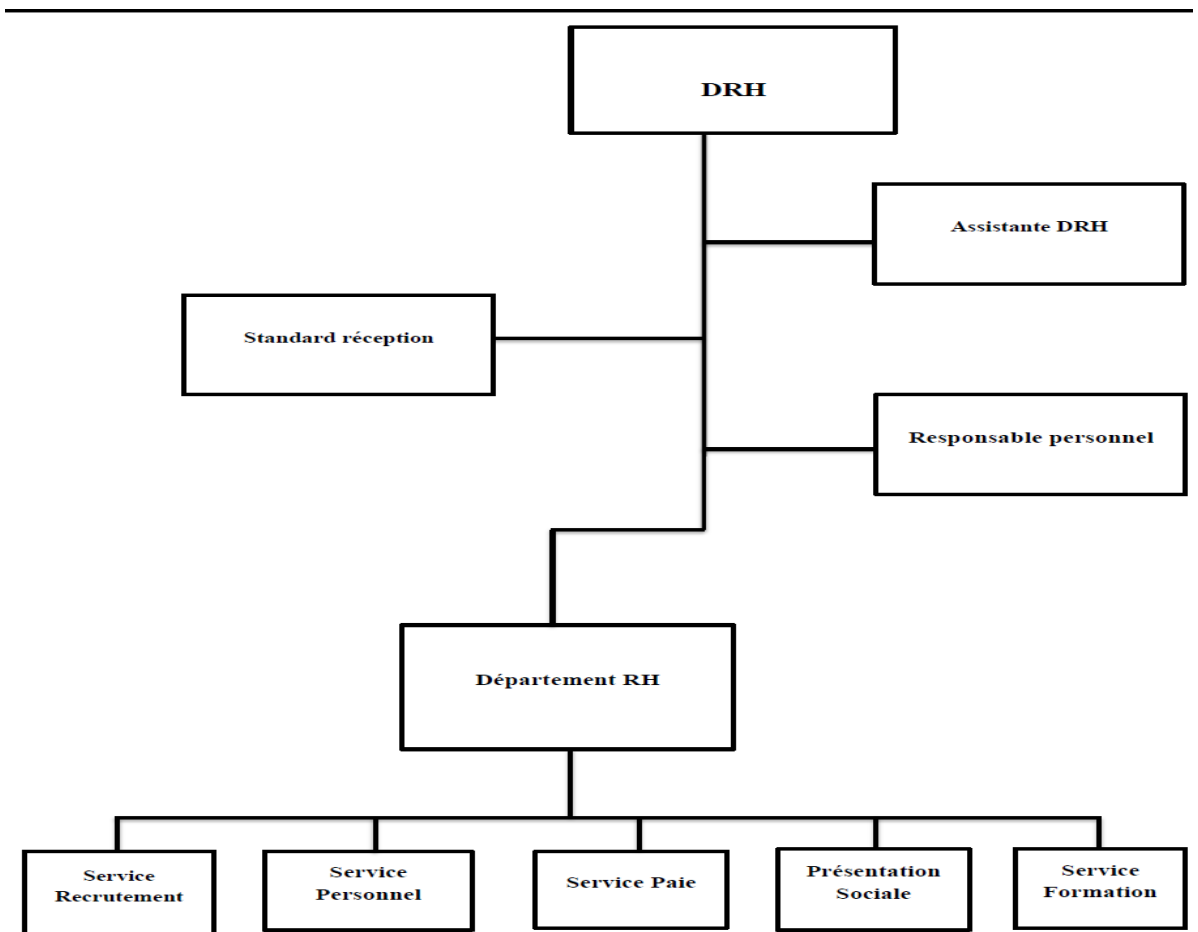 DRH
Assistante DRH
Standard réception
Responsable personnel
Département RH
Service
Recrutement
Service
Personnel
Service Paie
Présentation
Sociale
Service
Formation